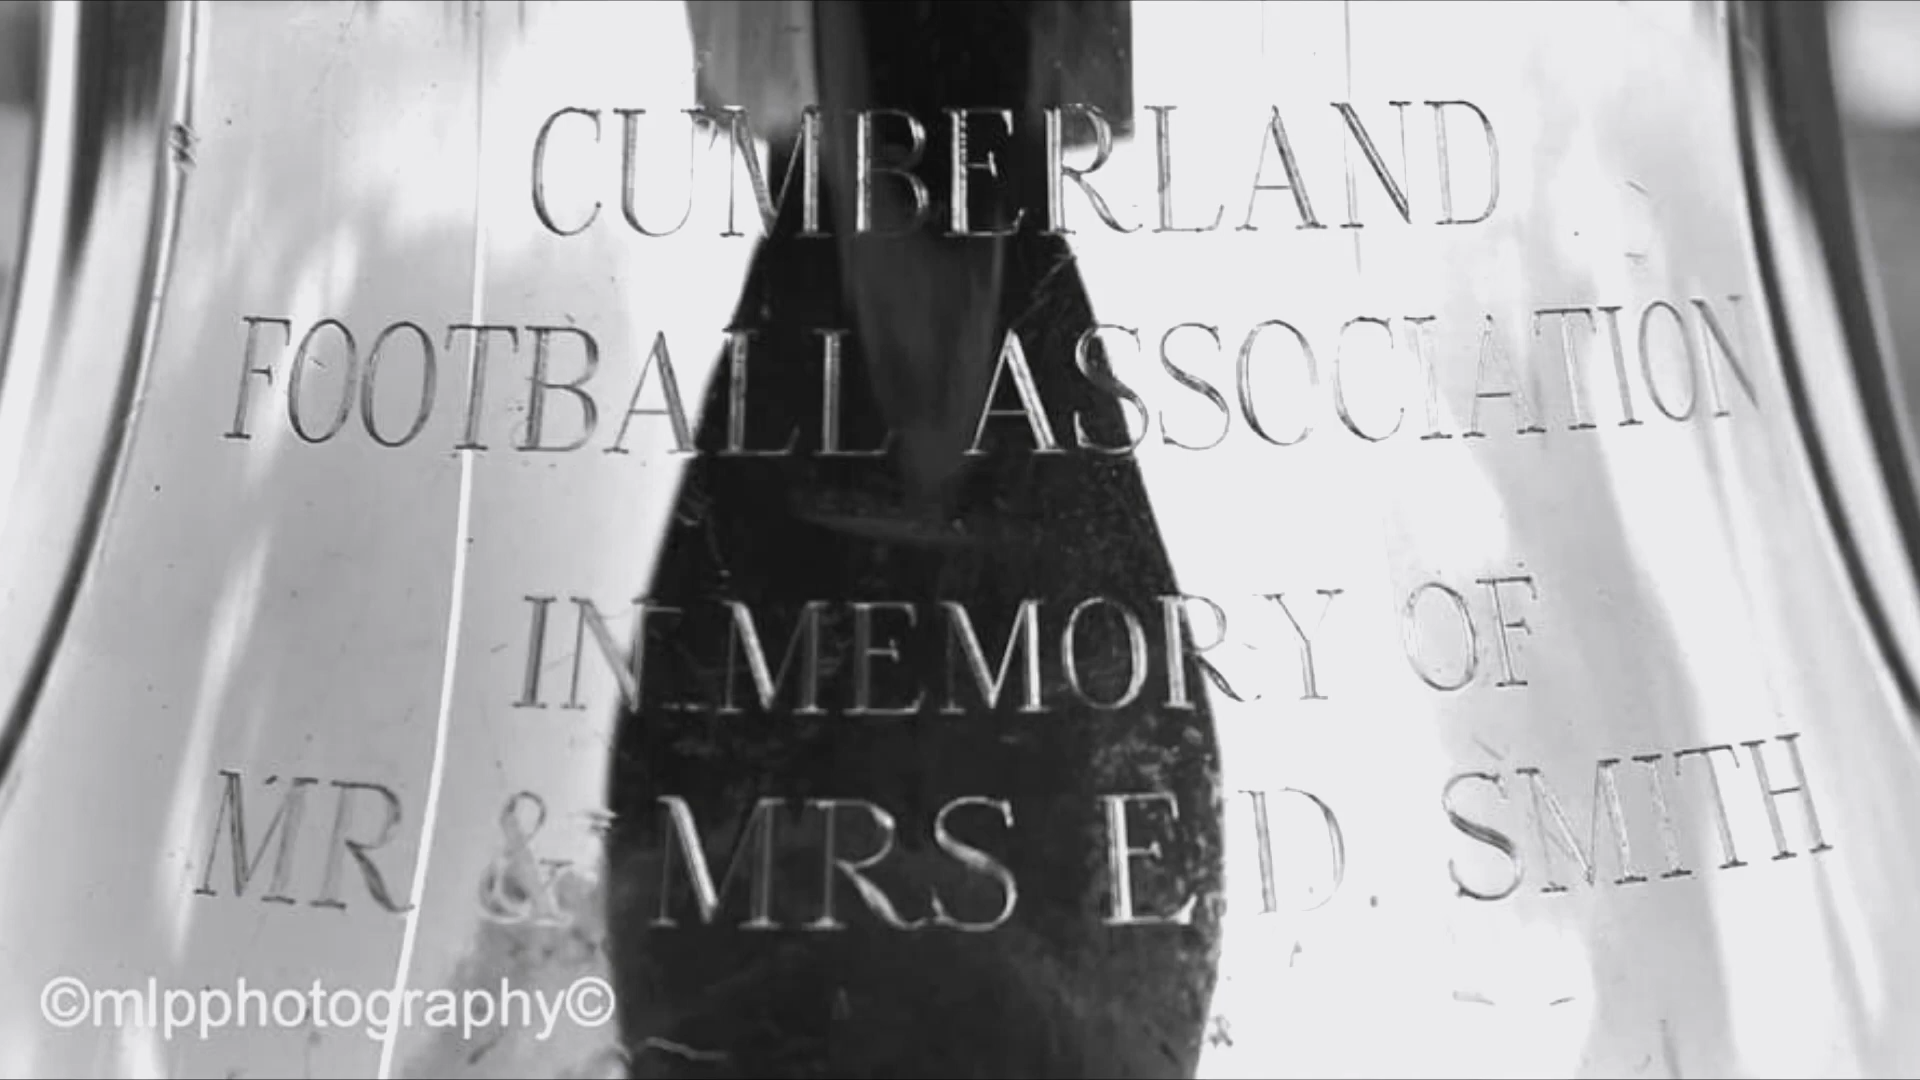 CUMBERLAND
FOOTBALL ASSOCIATION
IN MEMORY OF
MR & MRS E.D. SMITH
©mlpphotography©